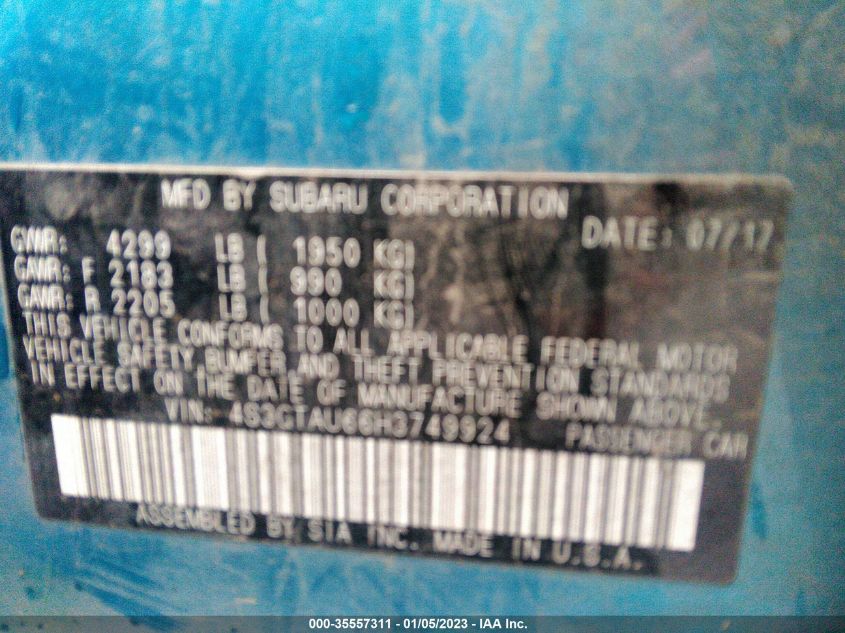 MFD BY SUBARU CORPORATION
DATE: 07/17
GVWR: 4299 LB ( 1950 KG)
GAWR: F 2183 LB ( 990 KG)
GAWR: R 2205 LB ( 1000 KG)
THIS VEHICLE CONFORMS TO ALL APPLICABLE FEDERAL MOTOR
VEHICLE SAFETY BUMPER AND THEFT PREVENTION STANDARDS
IN EFFECT ON THE DATE OF MANUFACTURE SHOWN ABOVE.
VIN: 4S3GTAU66H3749924 PASSENGER CAR
ASSEMBLED BY SIA INC. MADE IN U.S.A.
000-35557311 - 01/05/2023 - IAA Inc.